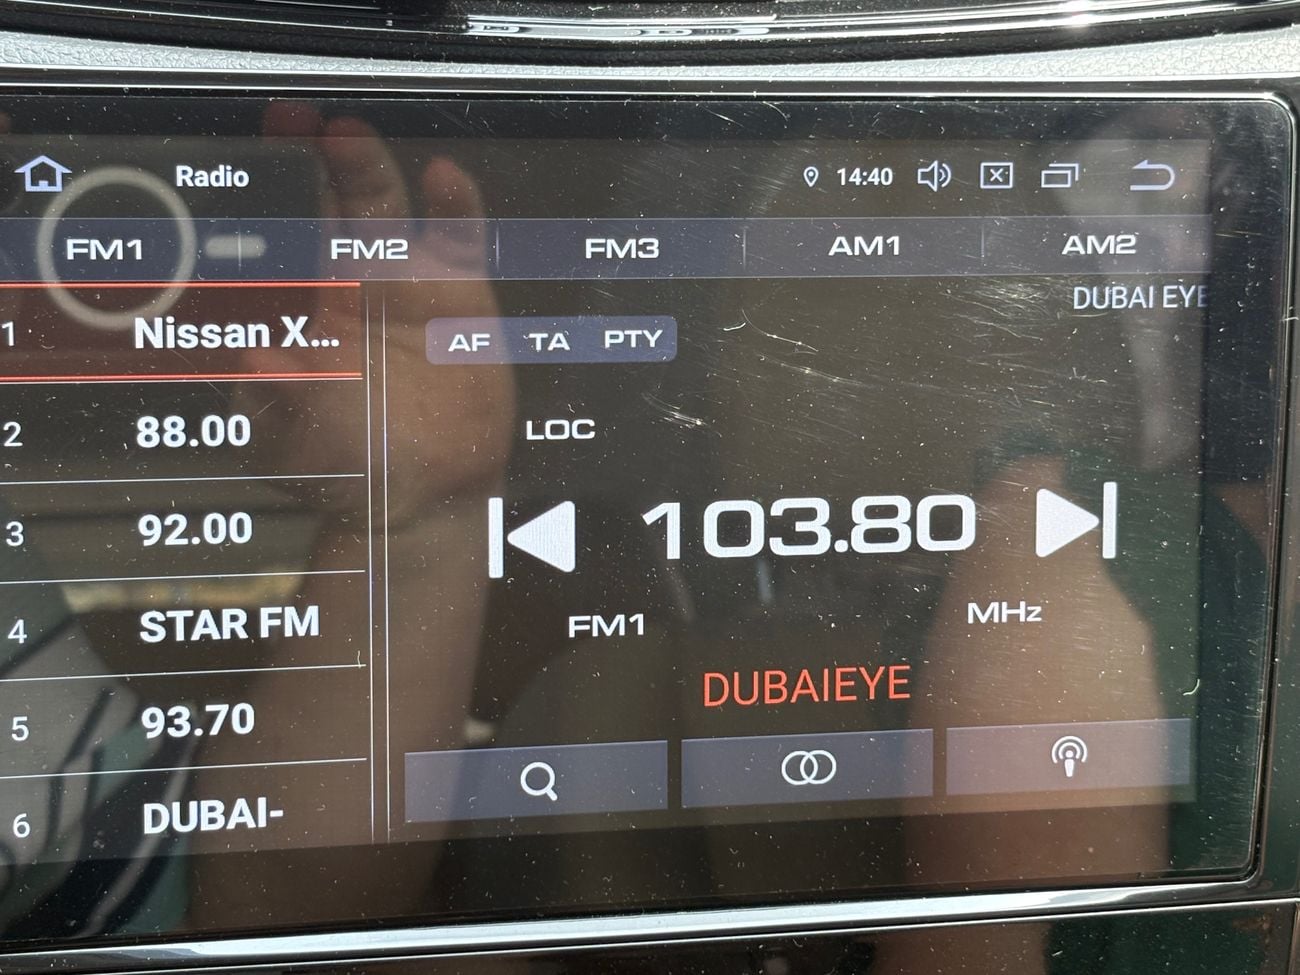 Radio 14:40
FM1 FM2 FM3 AM1 AM2
DUBAI EYE
1 Nissan X...
AF TA PTY
2 88.00
LOC
3 92.00
103.80
4 STAR FM
FM1 MHz
DUBAIEYE
5 93.70
6 DUBAI-